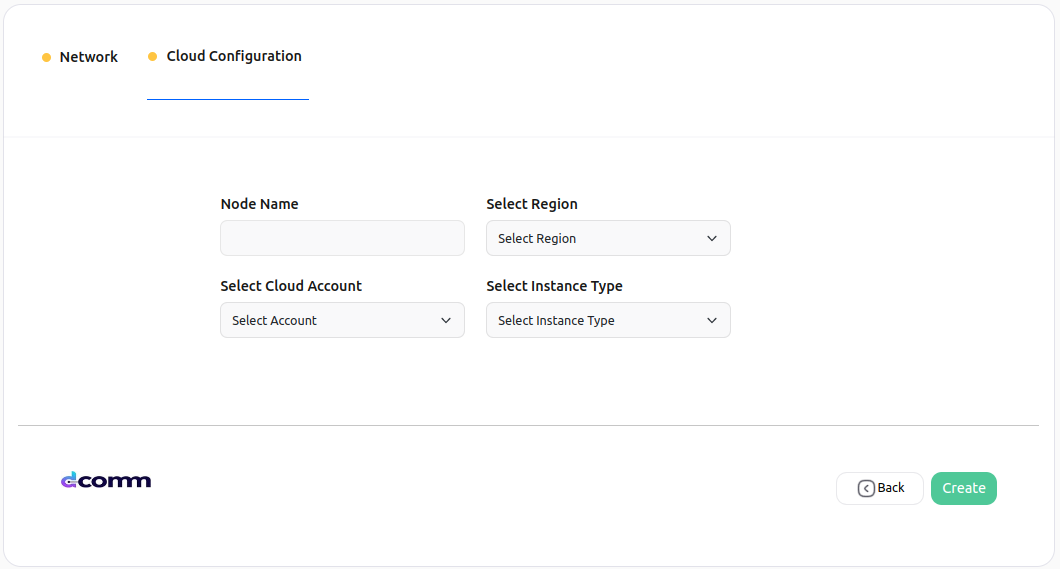 Network
Cloud Configuration
Node Name
Select Region
Select Region
Select Cloud Account
Select Instance Type
Select Account
Select Instance Type
dcomm
Back
Create